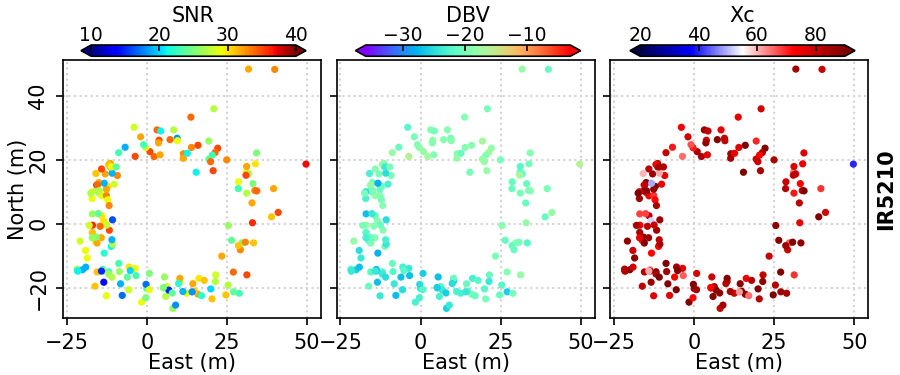 SNR DBV Xc
10 20 30 40 −30 −20 −10 20 40 60 80
40
20
0
−20
North (m)
IR5210
−25 0 25 50 −25 0 25 50 −25 0 25 50
East (m) East (m) East (m)